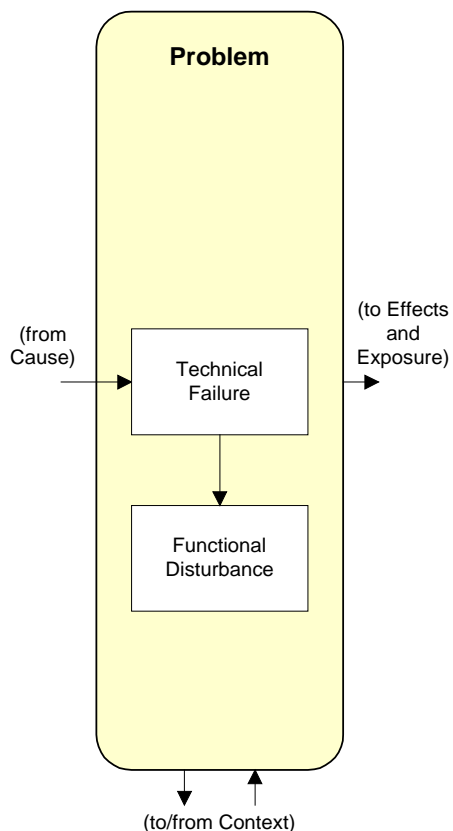 Problem
(to Effects
and
Exposure)
(from
Cause)
Technical
Failure
Functional
Disturbance
(to/from Context)